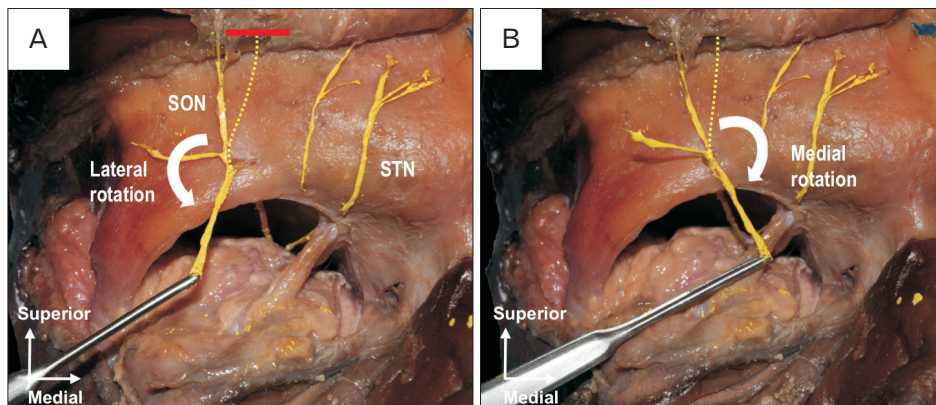 A
SON
Lateral
rotation
STN
Superior
Medial
B
Medial
rotation
Superior
Medial